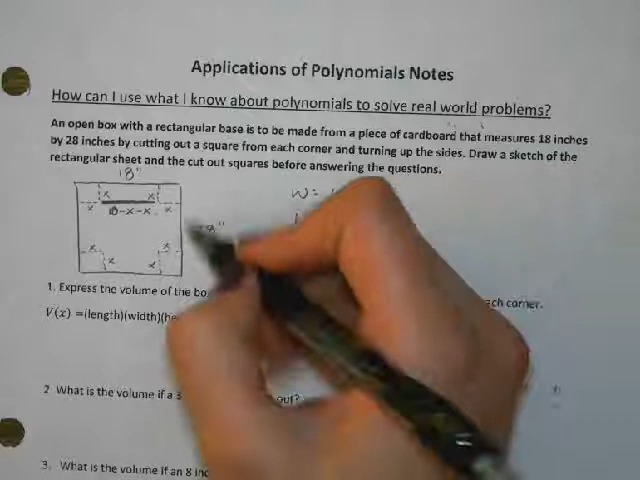 Applications of Polynomials Notes
How can I use what I know about polynomials to solve real world problems?
An open box with a rectangular base is to be made from a piece of cardboard that measures 18 inches
by 28 inches by cutting out a square from each corner and turning up the sides. Draw a sketch of the
rectangular sheet and the cut out squares before answering the questions.
18"
x x
x 18-x-x x
w=
x x
x x
1. Express the volume of the bo ach corner.
V(x) =(length)(width)(he
2 What is the volume if a 3 out?
3. What is the volume if an 8 inc